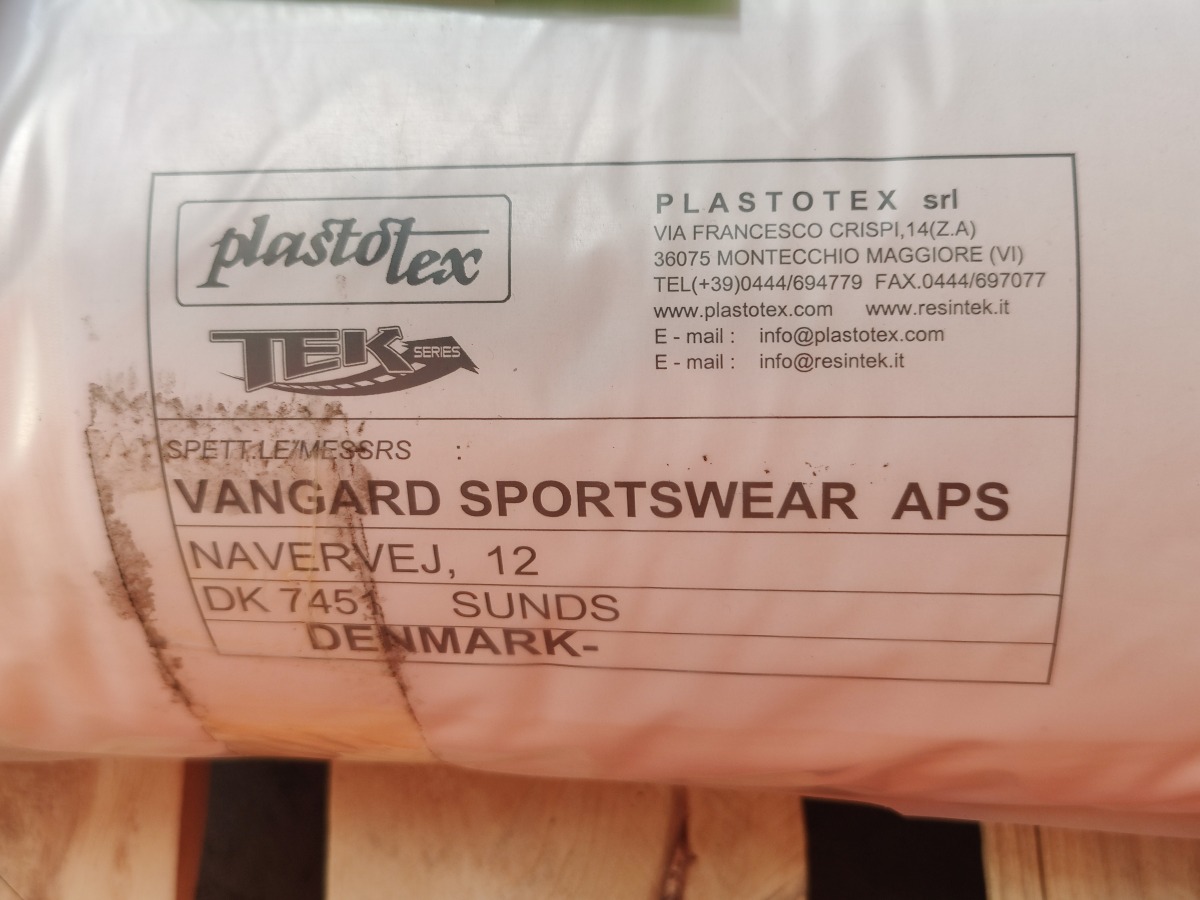 plastotex
TEK SERIES
PLASTOTEX srl
VIA FRANCESCO CRISPI,14(Z.A)
36075 MONTECCHIO MAGGIORE (VI)
TEL(+39)0444/694779 FAX.0444/697077
www.plastotex.com www.resintek.it
E - mail : info@plastotex.com
E - mail : info@resintek.it
SPETT.LE/MESSRS :
VANGARD SPORTSWEAR APS
NAVERVEJ, 12
DK 7451 SUNDS
DENMARK-